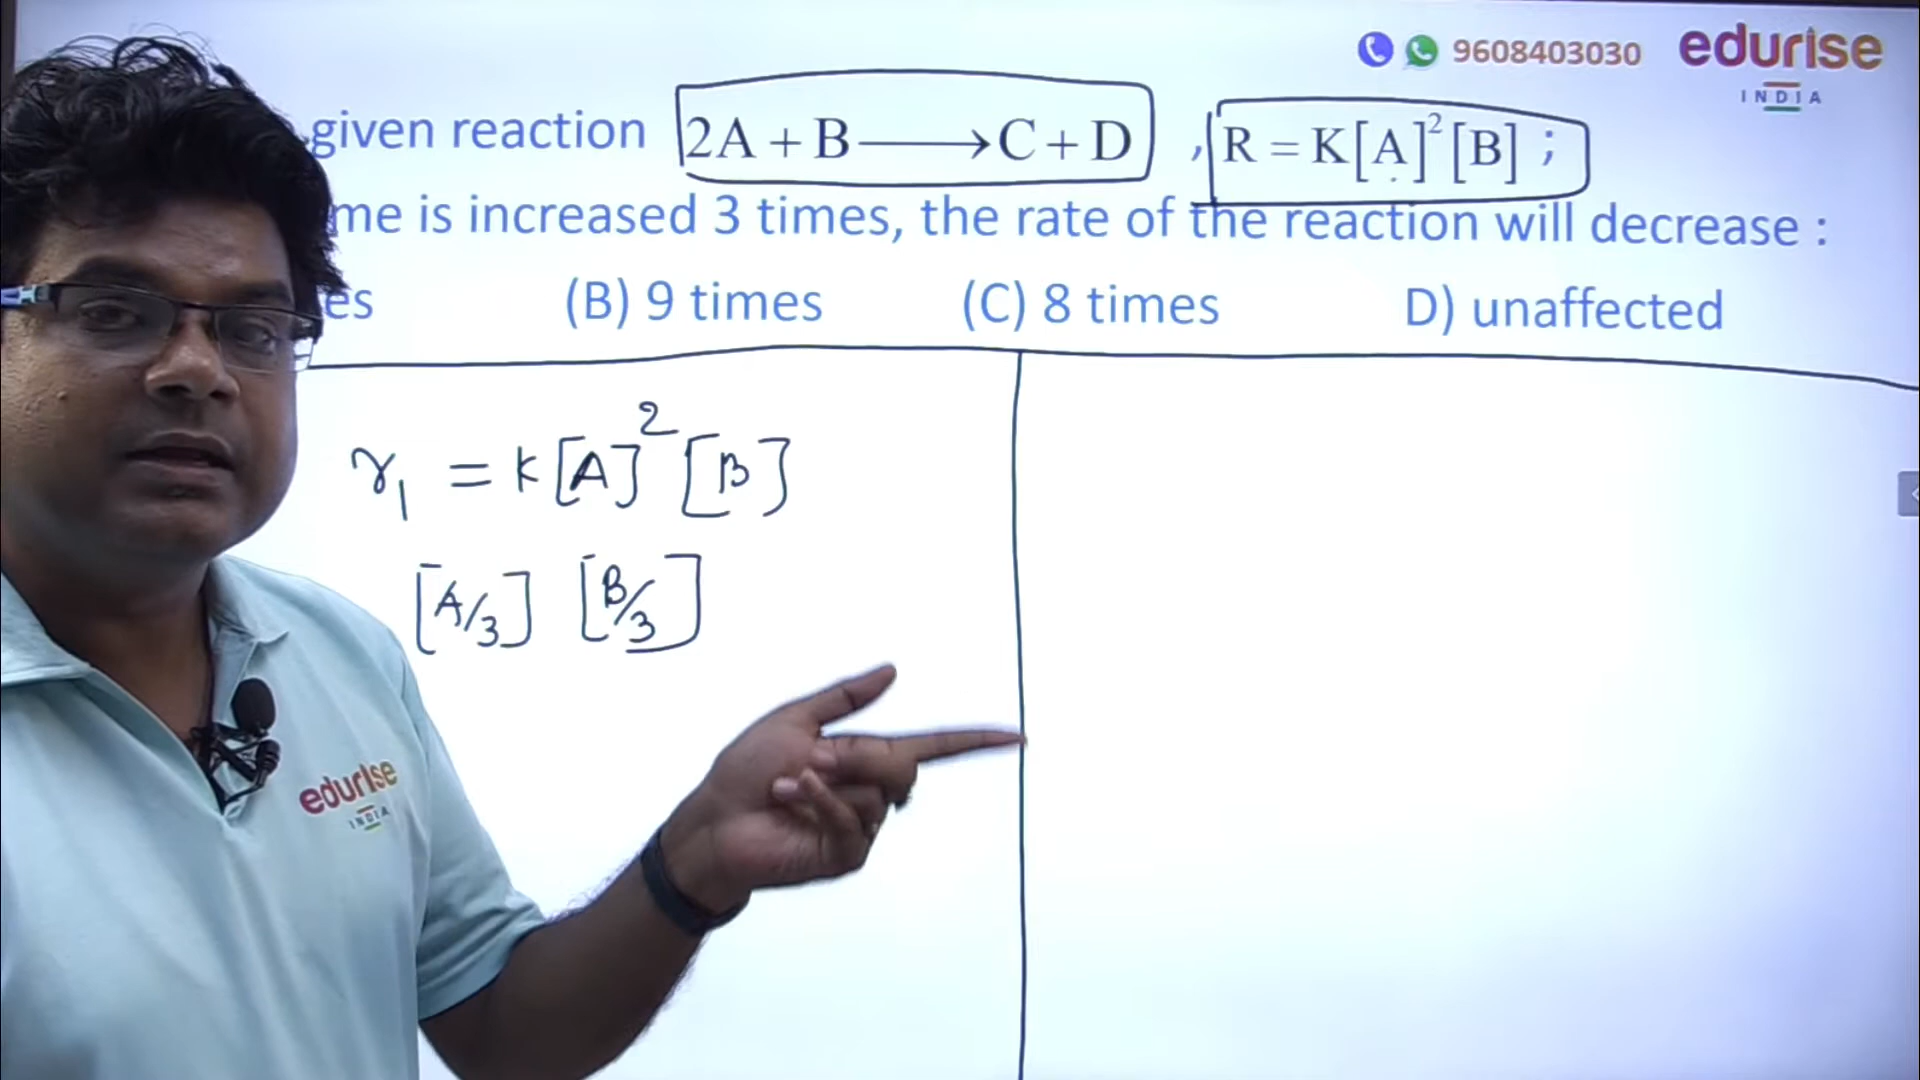 9608403030 edurise
INDIA
given reaction 2A + B ⟶ C + D , R = K[A]²[B] ;
me is increased 3 times, the rate of the reaction will decrease :
es (B) 9 times (C) 8 times D) unaffected
r₁ = K[A]² [B]
[A/3] [B/3]
edurise
INDIA